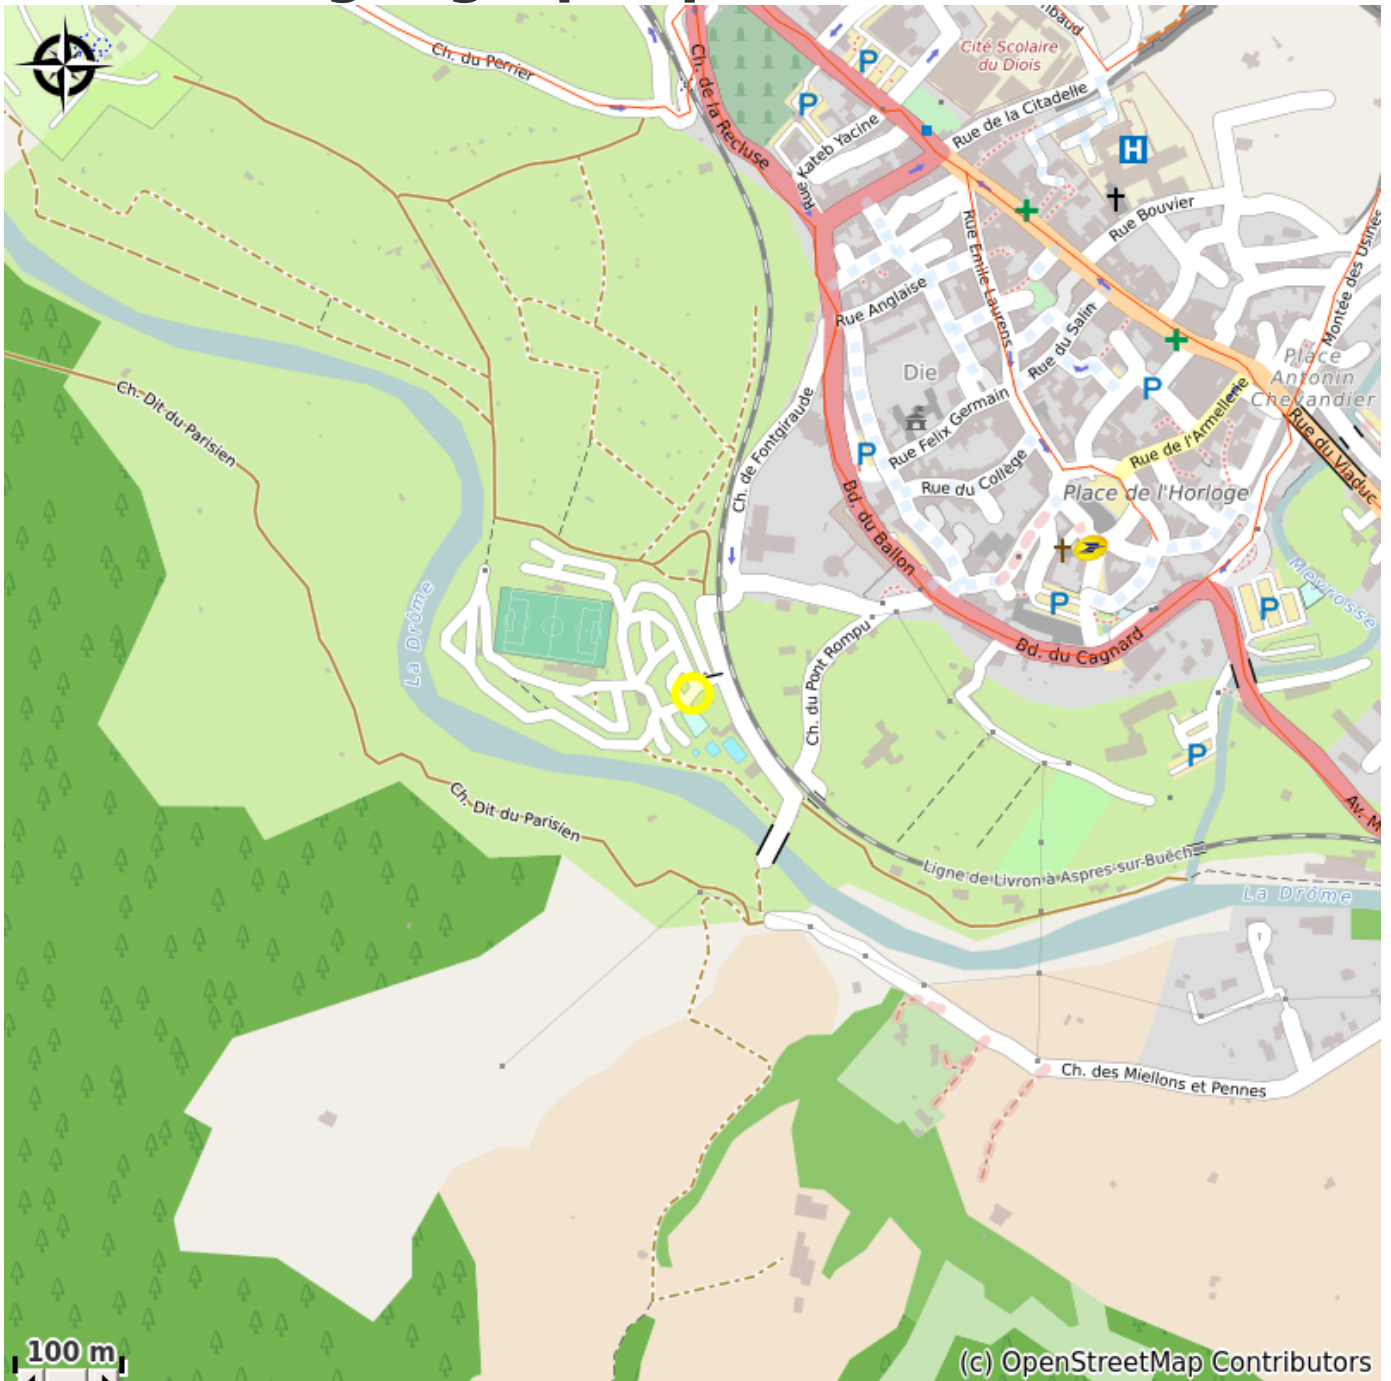 Ch. du Perrier
Ch. de la Recluse
P
P
Cité Scolaire
du Diois
Rue de la Citadelle
Rue Kateb Yacine
H
Rue Bouvier
Rue Emile Laurens
Rue Anglaise
Rue du Salin
Montée des Usines
Place
Antonin
Chevandier
Die
P
Ch. Dit du Parisien
Ch. de Fontgiraude
P
Rue Felix Germain
Rue de l'Armellerie
Rue du Viaduc
Rue du Collège
Place de l'Horloge
Bd. du Ballon
Meyrosse
P
P
La Drôme
Ch. du Pont Rompu
Bd. du Cagnard
P
Ch. Dit du Parisien
Av. M
Ligne de Livron à Aspres-sur-Buëch
La Drôme
Ch. des Miellons et Pennes
100 m
(c) OpenStreetMap Contributors